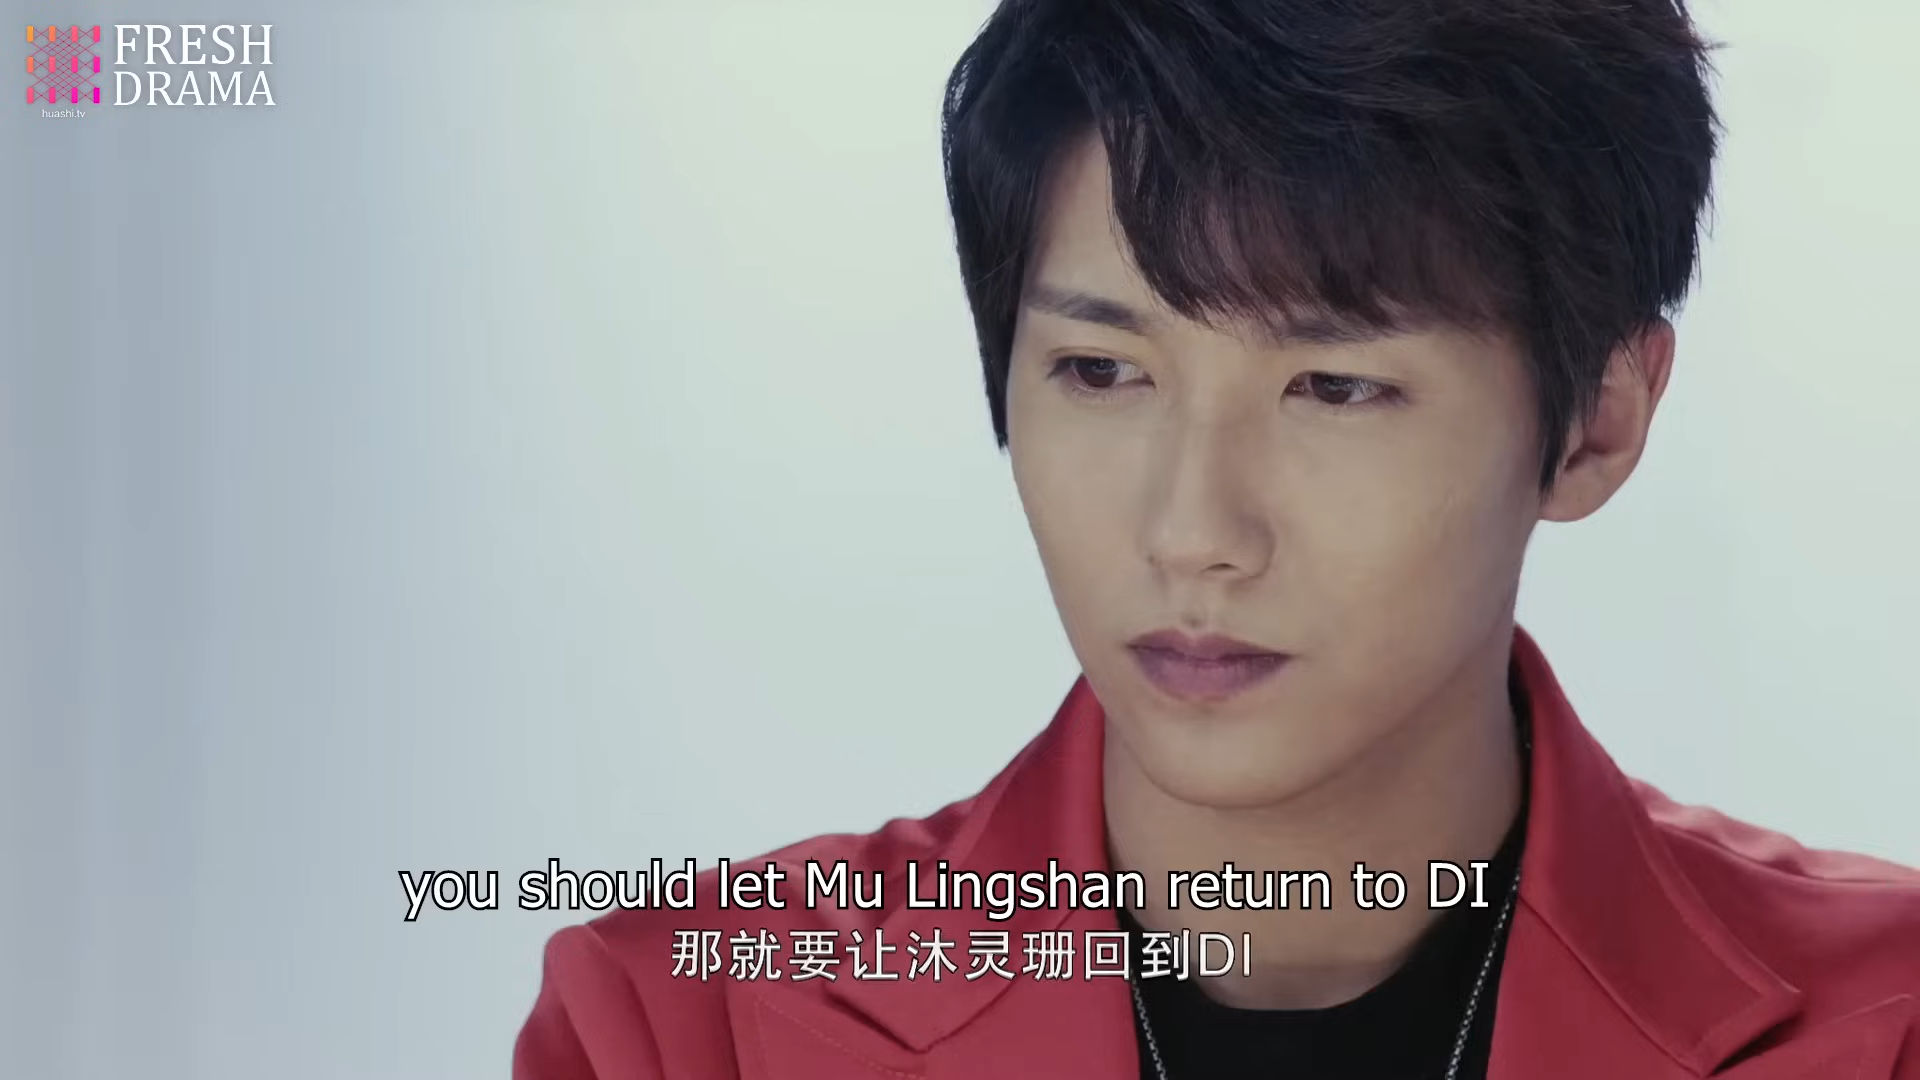 FRESH
DRAMA
huashi.tv
you should let Mu Lingshan return to DI
那就要让沐灵珊回到DI